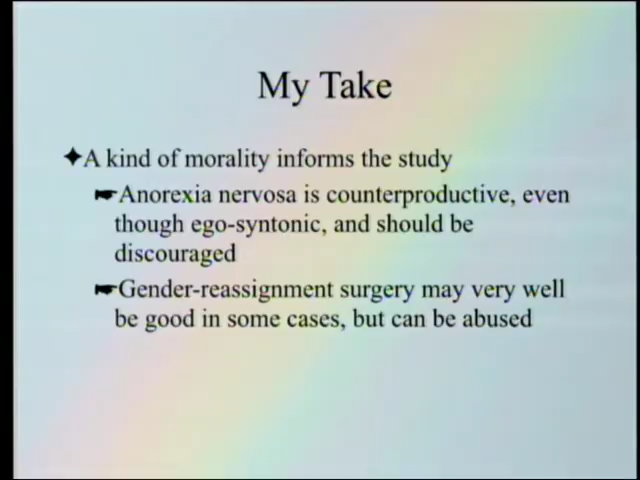 My Take
A kind of morality informs the study
Anorexia nervosa is counterproductive, even
though ego-syntonic, and should be
discouraged
Gender-reassignment surgery may very well
be good in some cases, but can be abused